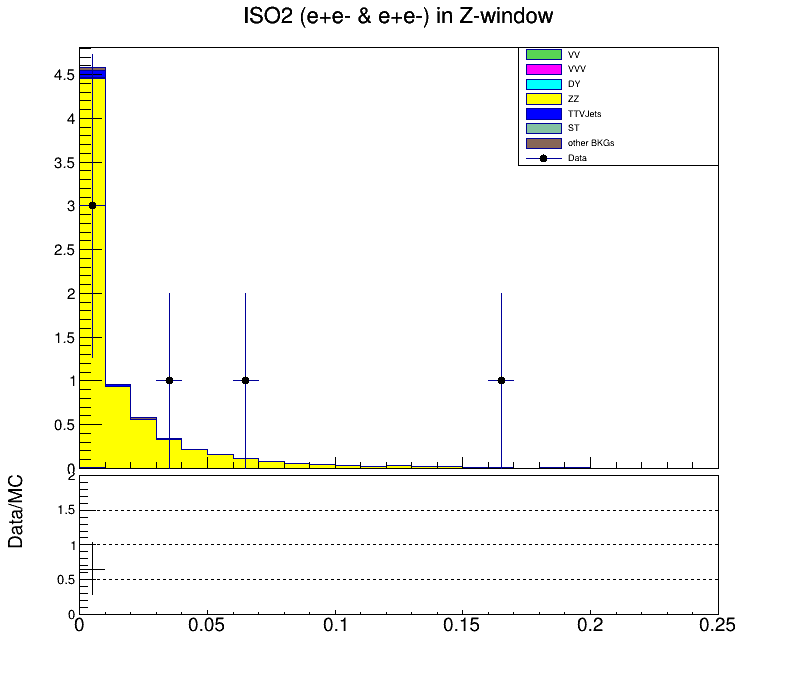 ISO2 (e+e- & e+e-) in Z-window
VV
VVV
DY
ZZ
TTVJets
ST
other BKGs
Data
4.5
4
3.5
3
2.5
2
1.5
1
0.5
0
Data/MC
2
1.5
1
0.5
0
0 0.05 0.1 0.15 0.2 0.25